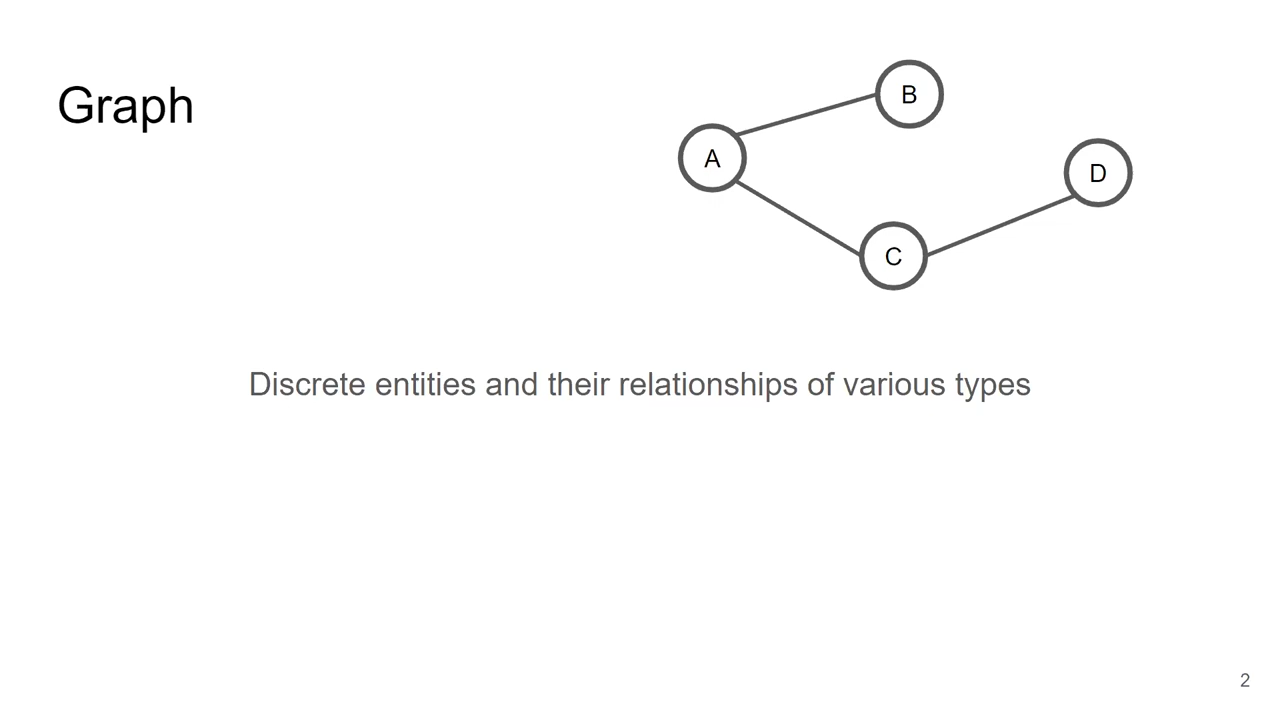 Graph
B
A
D
C
Discrete entities and their relationships of various types
2